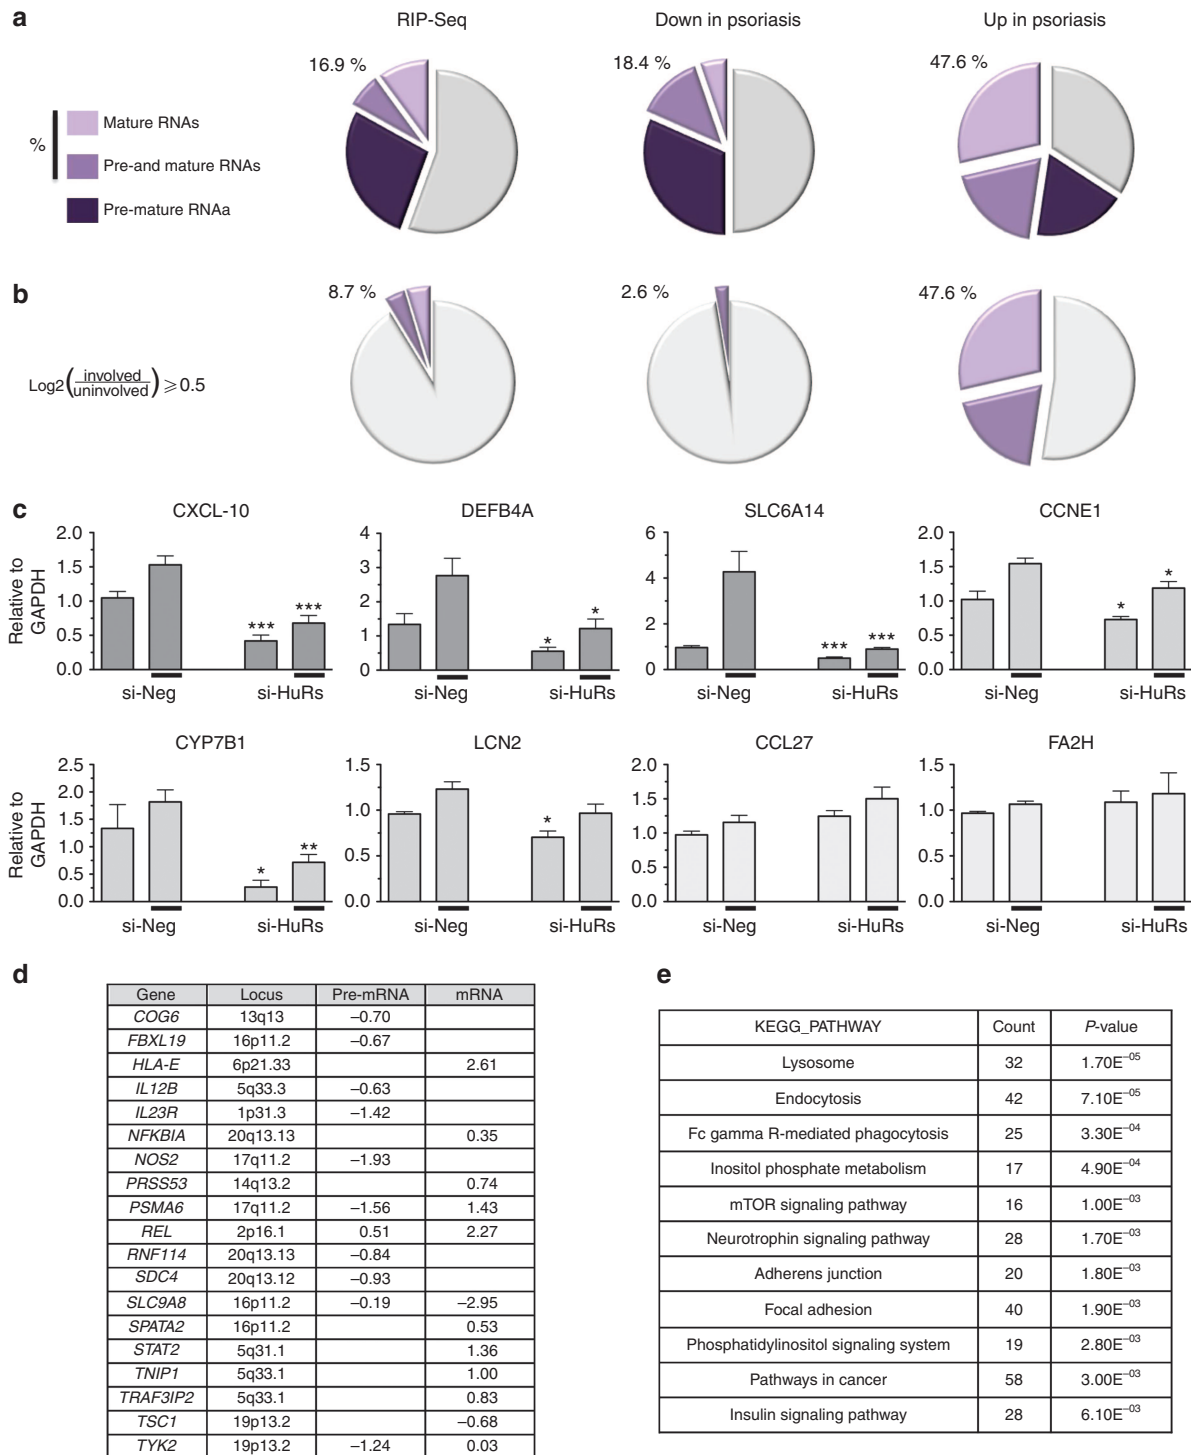 a
RIP-Seq
Down in psoriasis
Up in psoriasis
16.9 %
18.4 %
47.6 %
%
Mature RNAs
Pre-and mature RNAs
Pre-mature RNAa
b
8.7 %
2.6 %
47.6 %
Log2(involved/uninvolved) ⩾0.5
c
CXCL-10
DEFB4A
SLC6A14
CCNE1
Relative to
GAPDH
2.0
1.5
1.0
0.5
0.0
***
***
si-Neg
si-HuRs
4
3
2
1
0
*
*
si-Neg
si-HuRs
6
4
2
0
***
***
si-Neg
si-HuRs
2.0
1.5
1.0
0.5
0.0
*
*
si-Neg
si-HuRs
CYP7B1
LCN2
CCL27
FA2H
Relative to
GAPDH
2.5
2.0
1.5
1.0
0.5
0.0
*
**
si-Neg
si-HuRs
1.5
1.0
0.5
0.0
*
si-Neg
si-HuRs
2.0
1.5
1.0
0.5
0.0
si-Neg
si-HuRs
1.5
1.0
0.5
0.0
si-Neg
si-HuRs
d
Gene Locus Pre-mRNA mRNA
COG6 13q13 –0.70
FBXL19 16p11.2 –0.67
HLA-E 6p21.33 2.61
IL12B 5q33.3 –0.63
IL23R 1p31.3 –1.42
NFKBIA 20q13.13 0.35
NOS2 17q11.2 –1.93
PRSS53 14q13.2 0.74
PSMA6 17q11.2 –1.56 1.43
REL 2p16.1 0.51 2.27
RNF114 20q13.13 –0.84
SDC4 20q13.12 –0.93
SLC9A8 16p11.2 –0.19 –2.95
SPATA2 16p11.2 0.53
STAT2 5q31.1 1.36
TNIP1 5q33.1 1.00
TRAF3IP2 5q33.1 0.83
TSC1 19p13.2 –0.68
TYK2 19p13.2 –1.24 0.03
e
KEGG_PATHWAY Count P-value
Lysosome 32 1.70E–05
Endocytosis 42 7.10E–05
Fc gamma R-mediated phagocytosis 25 3.30E–04
Inositol phosphate metabolism 17 4.90E–04
mTOR signaling pathway 16 1.00E–03
Neurotrophin signaling pathway 28 1.70E–03
Adherens junction 20 1.80E–03
Focal adhesion 40 1.90E–03
Phosphatidylinositol signaling system 19 2.80E–03
Pathways in cancer 58 3.00E–03
Insulin signaling pathway 28 6.10E–03